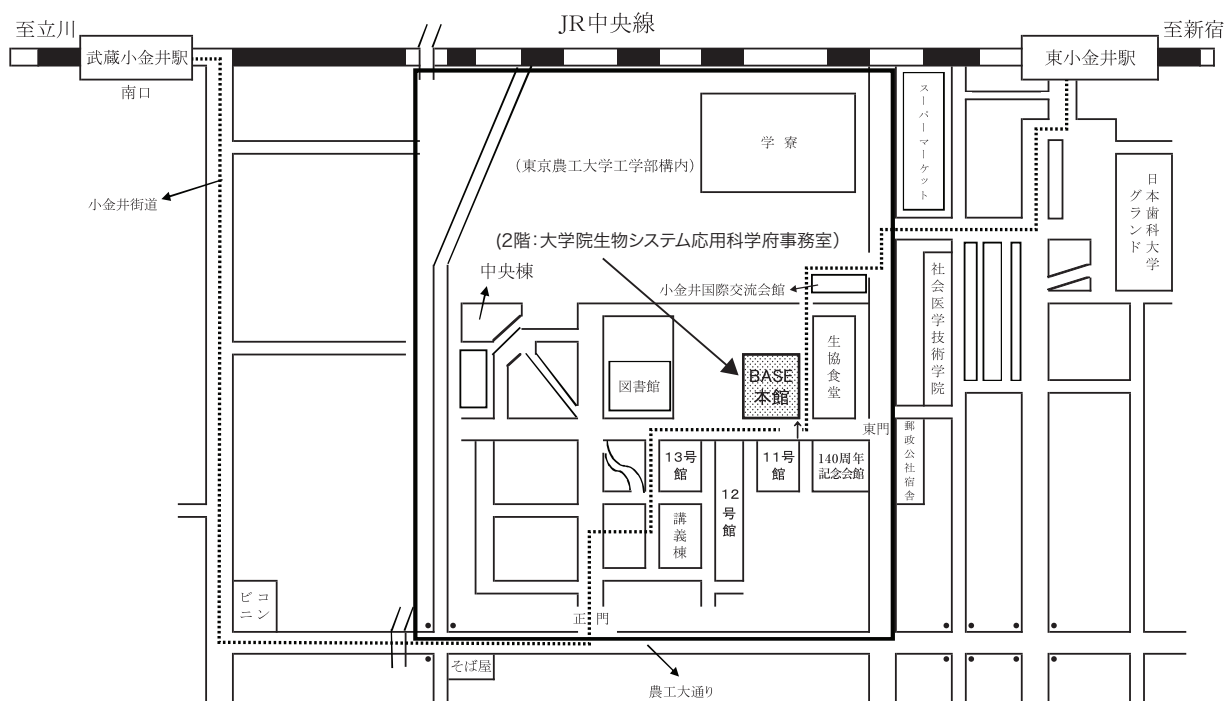 JR中央線
至立川
至新宿
武蔵小金井駅
東小金井駅
南口
スーパーマーケット
学寮
(東京農工大学工学部構内)
日本歯科大学
グランド
小金井街道
(2階:大学院生物システム応用科学府事務室)
中央棟
小金井国際交流会館
社会医学技術学院
生協食堂
図書館
BASE
本館
東門
郵政公社宿舎
13号
館
11号
館
140周年
記念会館
12号館
講義棟
コンビニン
正門
そば屋
農工大通り